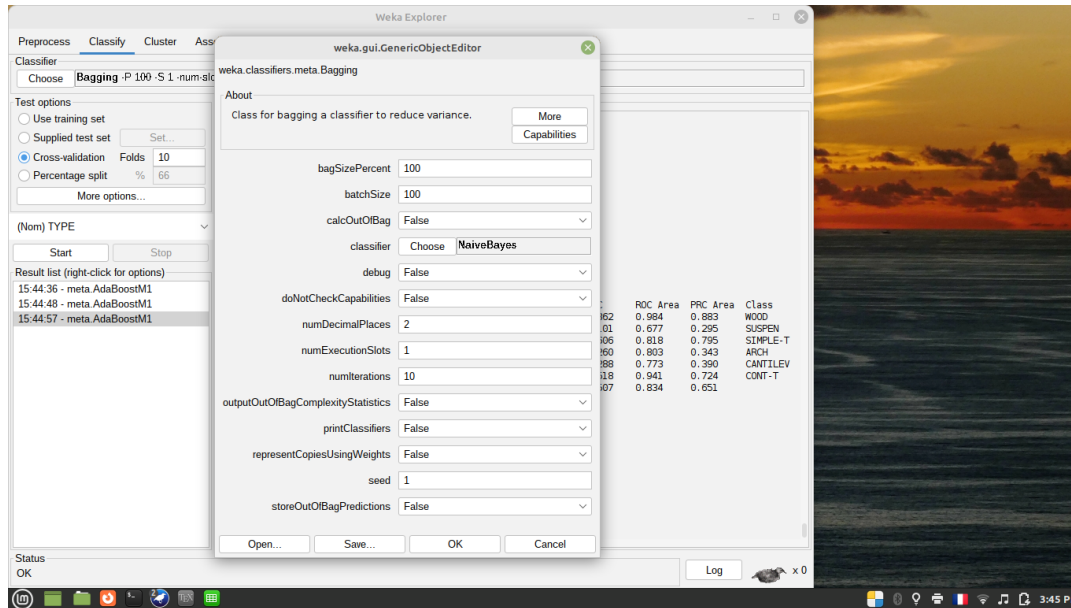 Weka Explorer
Preprocess Classify Cluster Ass
Classifier
Choose Bagging -P 100 -S 1 -num-slo
Test options
Use training set
Supplied test set Set...
Cross-validation Folds 10
Percentage split % 66
More options...
(Nom) TYPE
Start Stop
Result list (right-click for options)
15:44:36 - meta.AdaBoostM1
15:44:48 - meta.AdaBoostM1
15:44:57 - meta.AdaBoostM1
weka.gui.GenericObjectEditor
weka.classifiers.meta.Bagging
About
Class for bagging a classifier to reduce variance.
More
Capabilities
bagSizePercent 100
batchSize 100
calcOutOfBag False
classifier Choose NaiveBayes
debug False
doNotCheckCapabilities False
numDecimalPlaces 2
numExecutionSlots 1
numIterations 10
outputOutOfBagComplexityStatistics False
printClassifiers False
representCopiesUsingWeights False
seed 1
storeOutOfBagPredictions False
Open... Save... OK Cancel
ROC Area PRC Area Class
0.984 0.883 WOOD
0.677 0.295 SUSPEN
0.818 0.795 SIMPLE-T
0.803 0.343 ARCH
0.773 0.390 CANTILEV
0.941 0.724 CONT-T
0.834 0.651
Status
OK
Log x 0
3:45 P